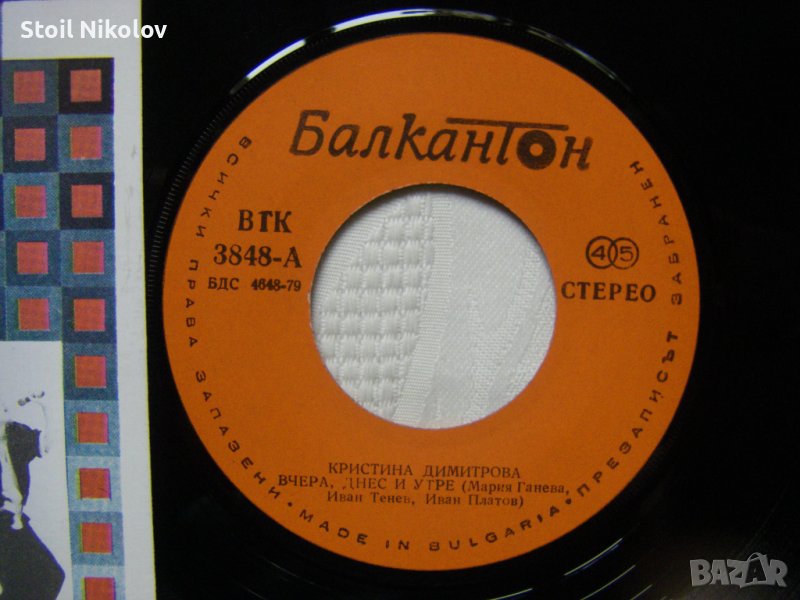 Stoil Nikolov
Балкантон
ВТК
3848-А
БДС 4648-79
45
СТЕРЕО
КРИСТИНА ДИМИТРОВА
ВЧЕРА, ДНЕС И УТРЕ (Мария Ганева,
Иван Тенев, Иван Платов)
ВСИЧКИ ПРАВА ЗАПАЗЕНИ • MADE IN BULGARIA • ПРЕЗАПИСЪТ ЗАБРАНЕН
BAZAR